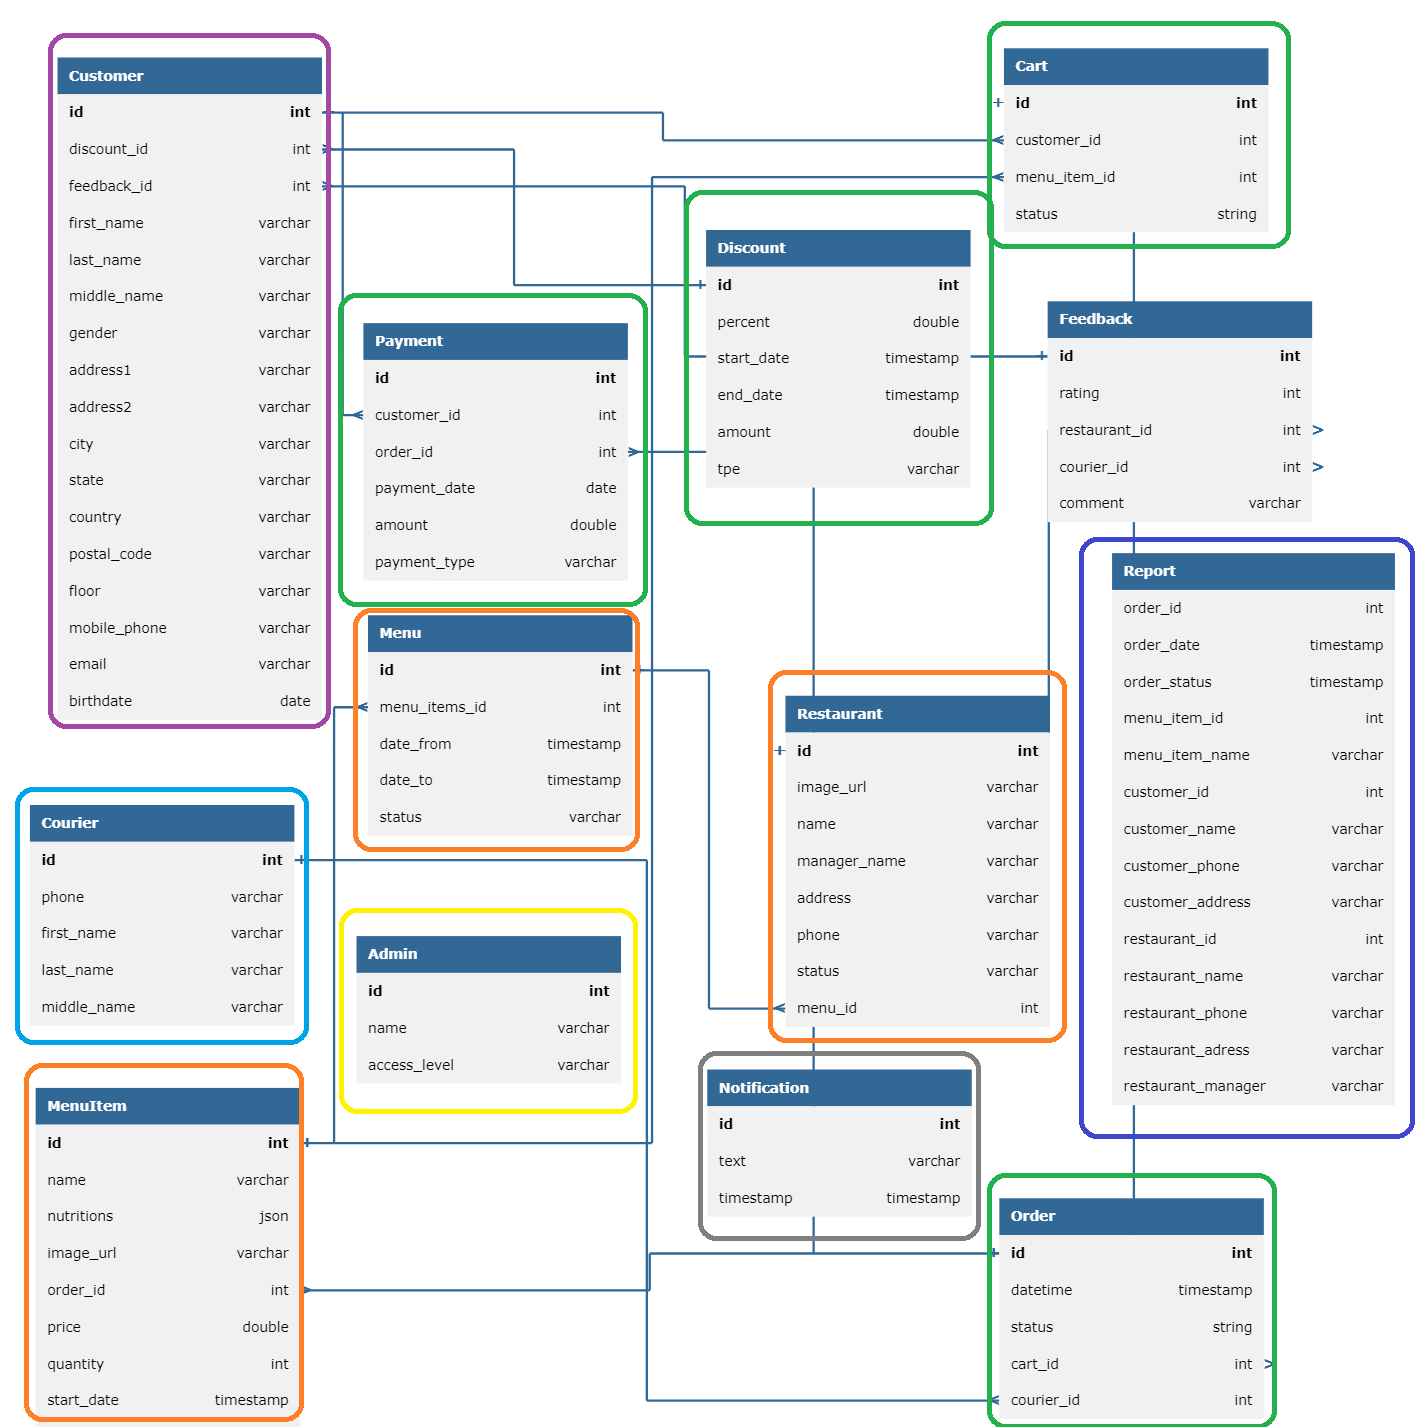 Customer
id int
discount_id int
feedback_id int
first_name varchar
last_name varchar
middle_name varchar
gender varchar
address1 varchar
address2 varchar
city varchar
state varchar
country varchar
postal_code varchar
floor varchar
mobile_phone varchar
email varchar
birthdate date
Cart
id int
customer_id int
menu_item_id int
status string
Discount
id int
percent double
start_date timestamp
end_date timestamp
amount double
tpe varchar
Payment
id int
customer_id int
order_id int
payment_date date
amount double
payment_type varchar
Feedback
id int
rating int
restaurant_id int
courier_id int
comment varchar
Menu
id int
menu_items_id int
date_from timestamp
date_to timestamp
status varchar
Report
order_id int
order_date timestamp
order_status timestamp
menu_item_id int
menu_item_name varchar
customer_id int
customer_name varchar
customer_phone varchar
customer_address varchar
restaurant_id int
restaurant_name varchar
restaurant_phone varchar
restaurant_adress varchar
restaurant_manager varchar
Restaurant
id int
image_url varchar
name varchar
manager_name varchar
address varchar
phone varchar
status varchar
menu_id int
Courier
id int
phone varchar
first_name varchar
last_name varchar
middle_name varchar
Admin
id int
name varchar
access_level varchar
Notification
id int
text varchar
timestamp timestamp
MenuItem
id int
name varchar
nutritions json
image_url varchar
order_id int
price double
quantity int
start_date timestamp
Order
id int
datetime timestamp
status string
cart_id int
courier_id int